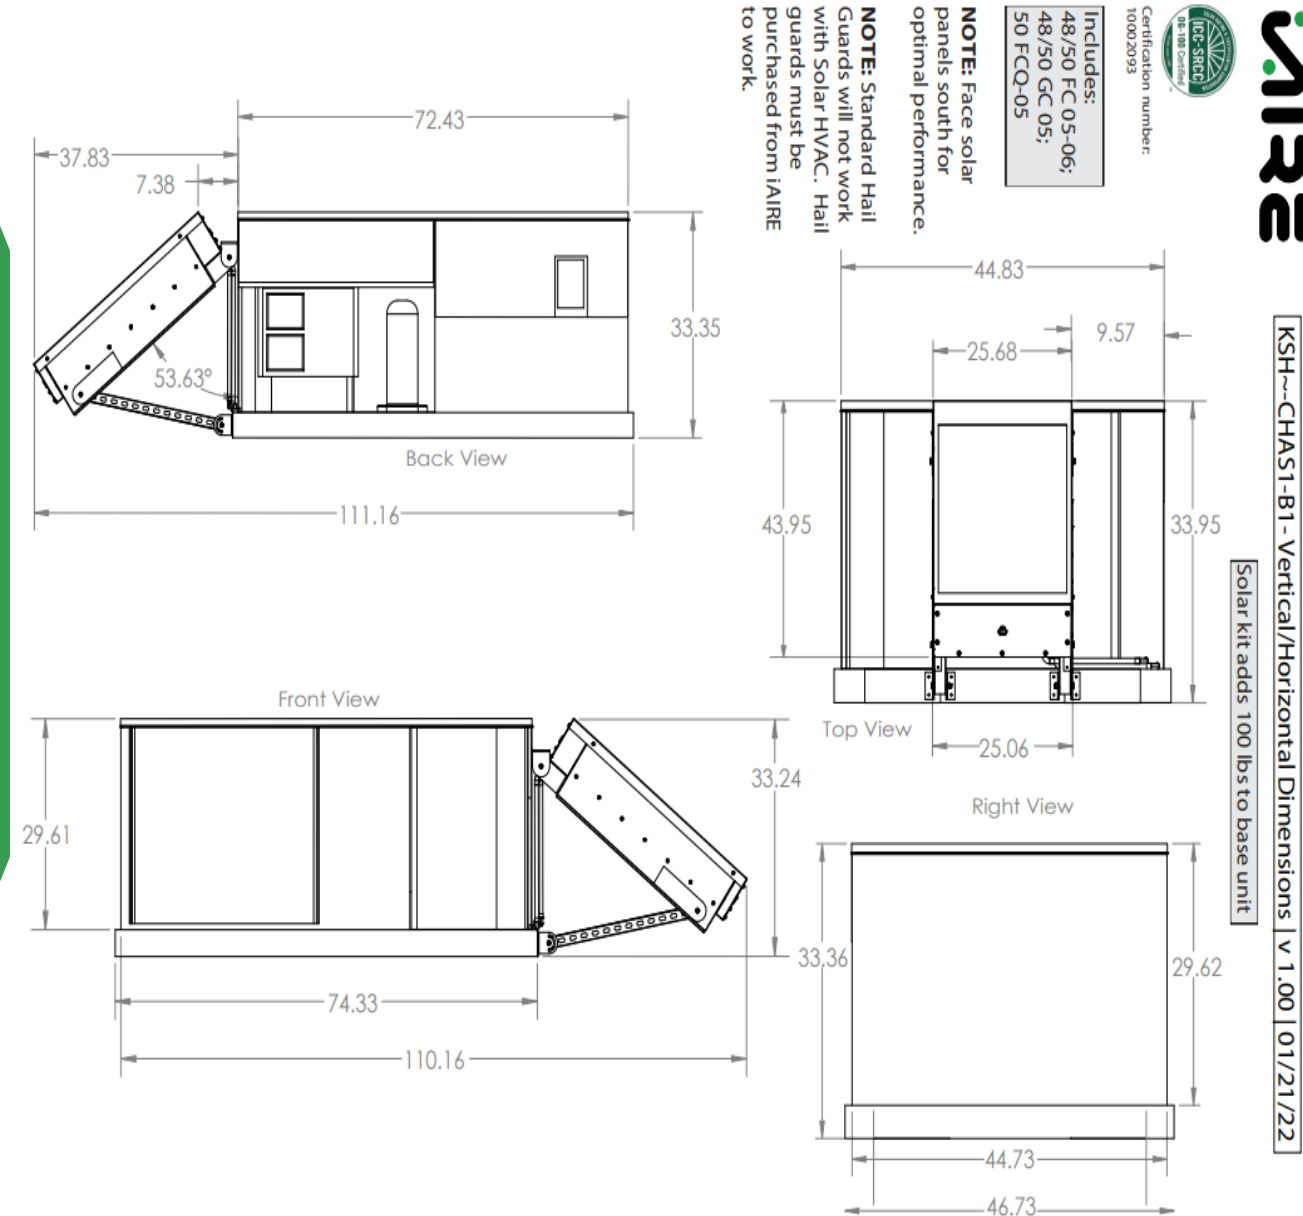 iAIRE
KSH~-CHAS1-B1- Vertical/Horizontal Dimensions | v 1.00 | 01/21/22
Solar kit adds 100 lbs to base unit
ICC-SRCC
OG-100 Certified
Certification number:
10002093
Includes:
48/50 FC 05-06;
48/50 GC 05;
50 FCQ-05
NOTE: Face solar
panels south for
optimal performance.
NOTE: Standard Hail
Guards will not work
with Solar HVAC. Hail
guards must be
purchased from iAIRE
to work.
72.43
37.83
7.38
33.35
53.63°
Back View
111.16
44.83
9.57
25.68
43.95
33.95
Top View
25.06
Front View
29.61
33.24
74.33
110.16
Right View
33.36
29.62
44.73
46.73